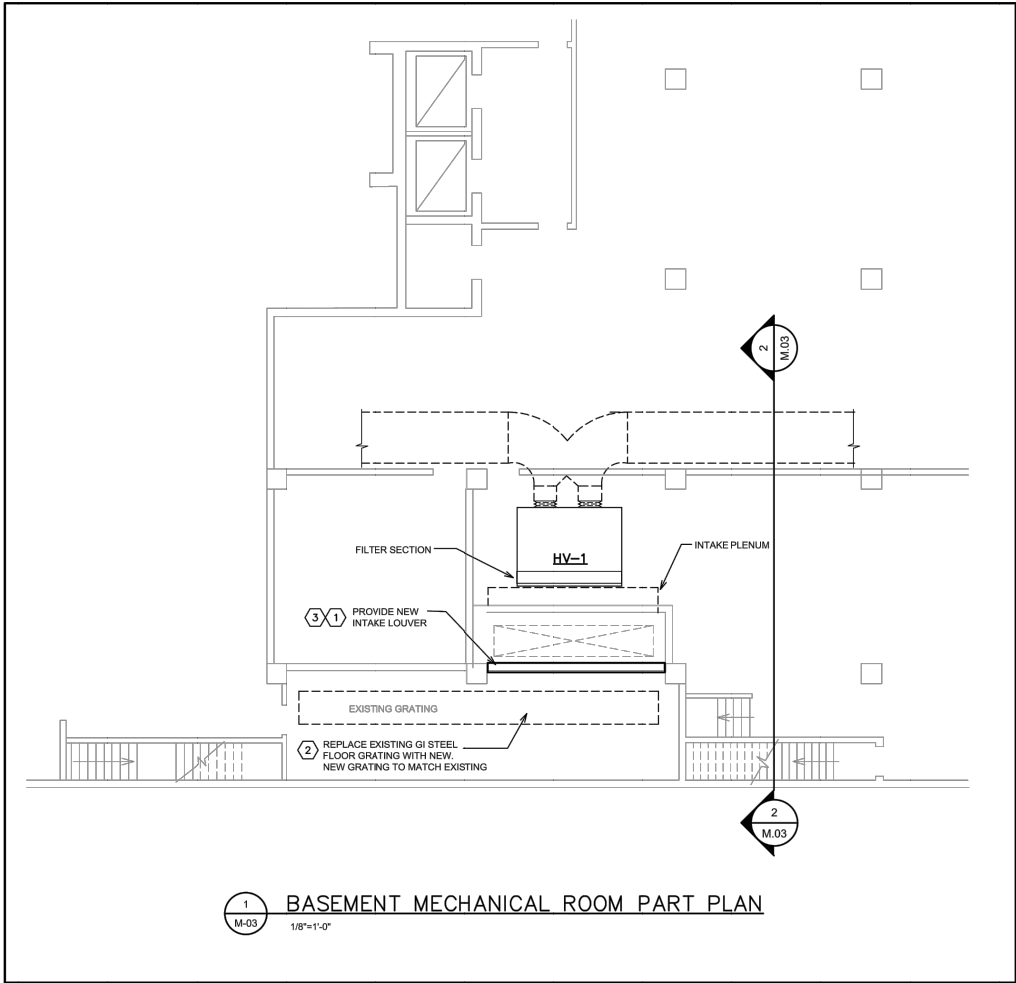 2
M.03
FILTER SECTION
HV-1
INTAKE PLENUM
3
1
PROVIDE NEW
INTAKE LOUVER
EXISTING GRATING
2
REPLACE EXISTING GI STEEL
FLOOR GRATING WITH NEW.
NEW GRATING TO MATCH EXISTING
2
M.03
1
M-03
BASEMENT MECHANICAL ROOM PART PLAN
1/8"=1'-0"